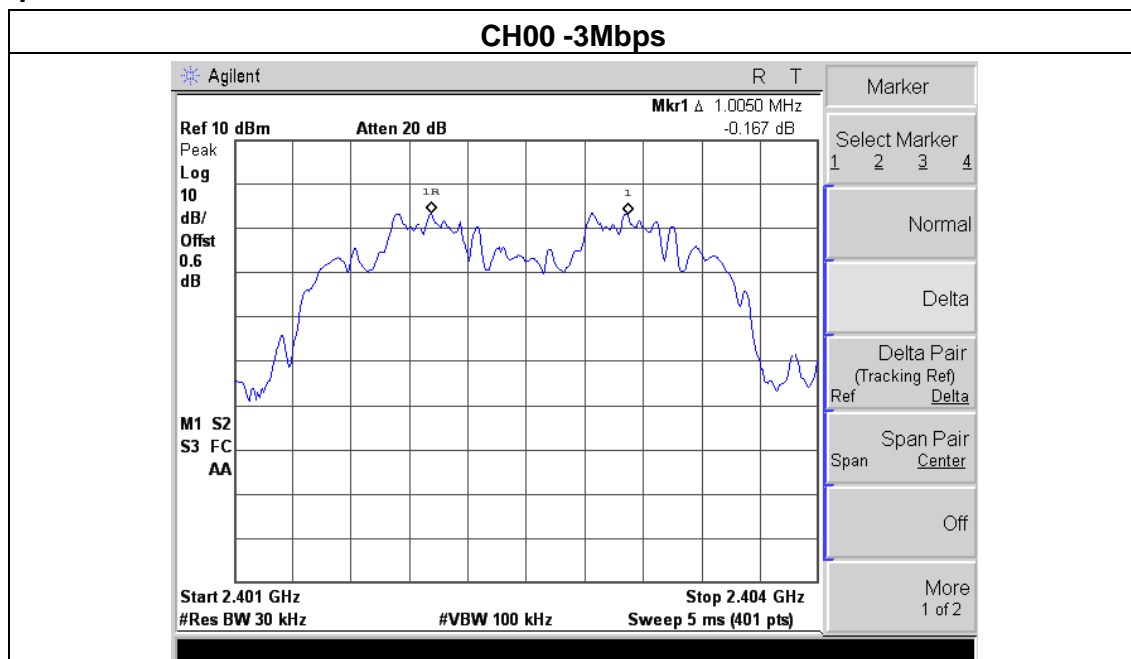 CH00 -3Mbps
Agilent R T
Mkr1 Δ 1.0050 MHz
Ref 10 dBm Atten 20 dB -0.167 dB
Peak
Log
10
dB/
Offst
0.6
dB
1R 1
M1 S2
S3 FC
AA
Start 2.401 GHz Stop 2.404 GHz
#Res BW 30 kHz #VBW 100 kHz Sweep 5 ms (401 pts)
Marker
Select Marker
1 2 3 4
Normal
Delta
Delta Pair
(Tracking Ref)
Ref Delta
Span Pair
Span Center
Off
More
1 of 2